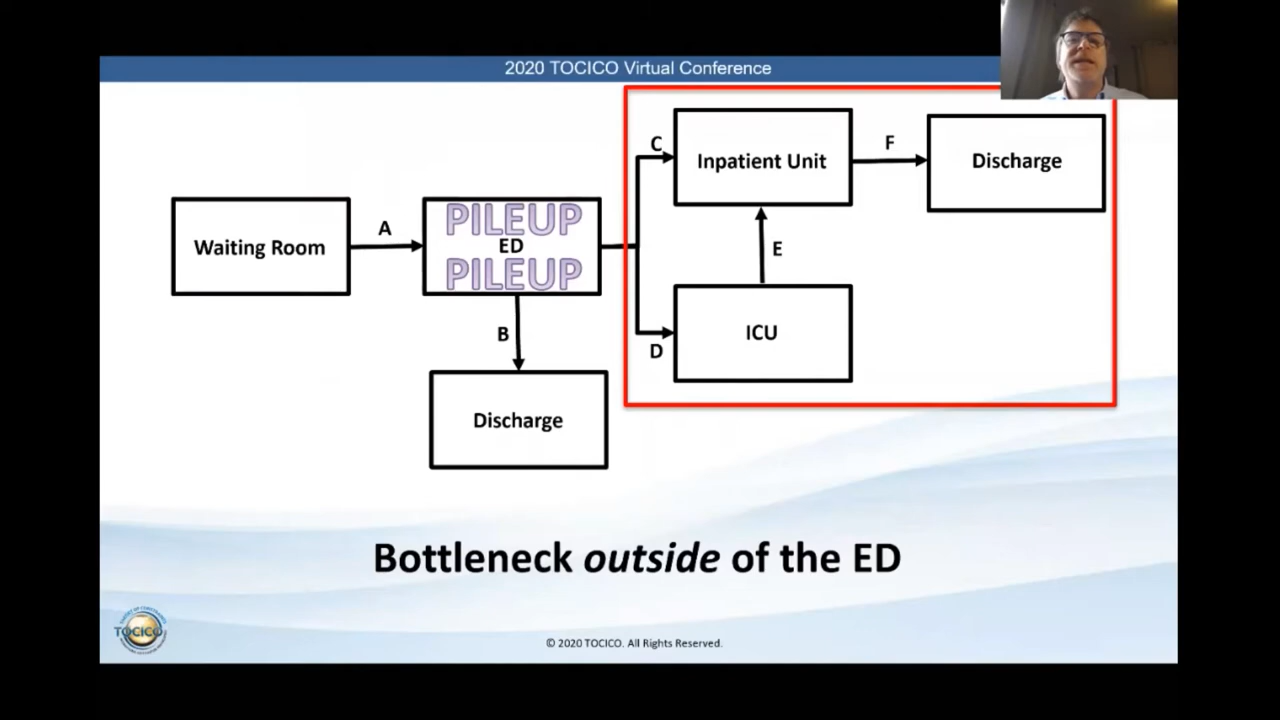 2020 TOCICO Virtual Conference
Waiting Room
A
PILEUP
ED
PILEUP
B
Discharge
C
D
Inpatient Unit
E
ICU
F
Discharge
Bottleneck outside of the ED
TOCICO
© 2020 TOCICO. All Rights Reserved.